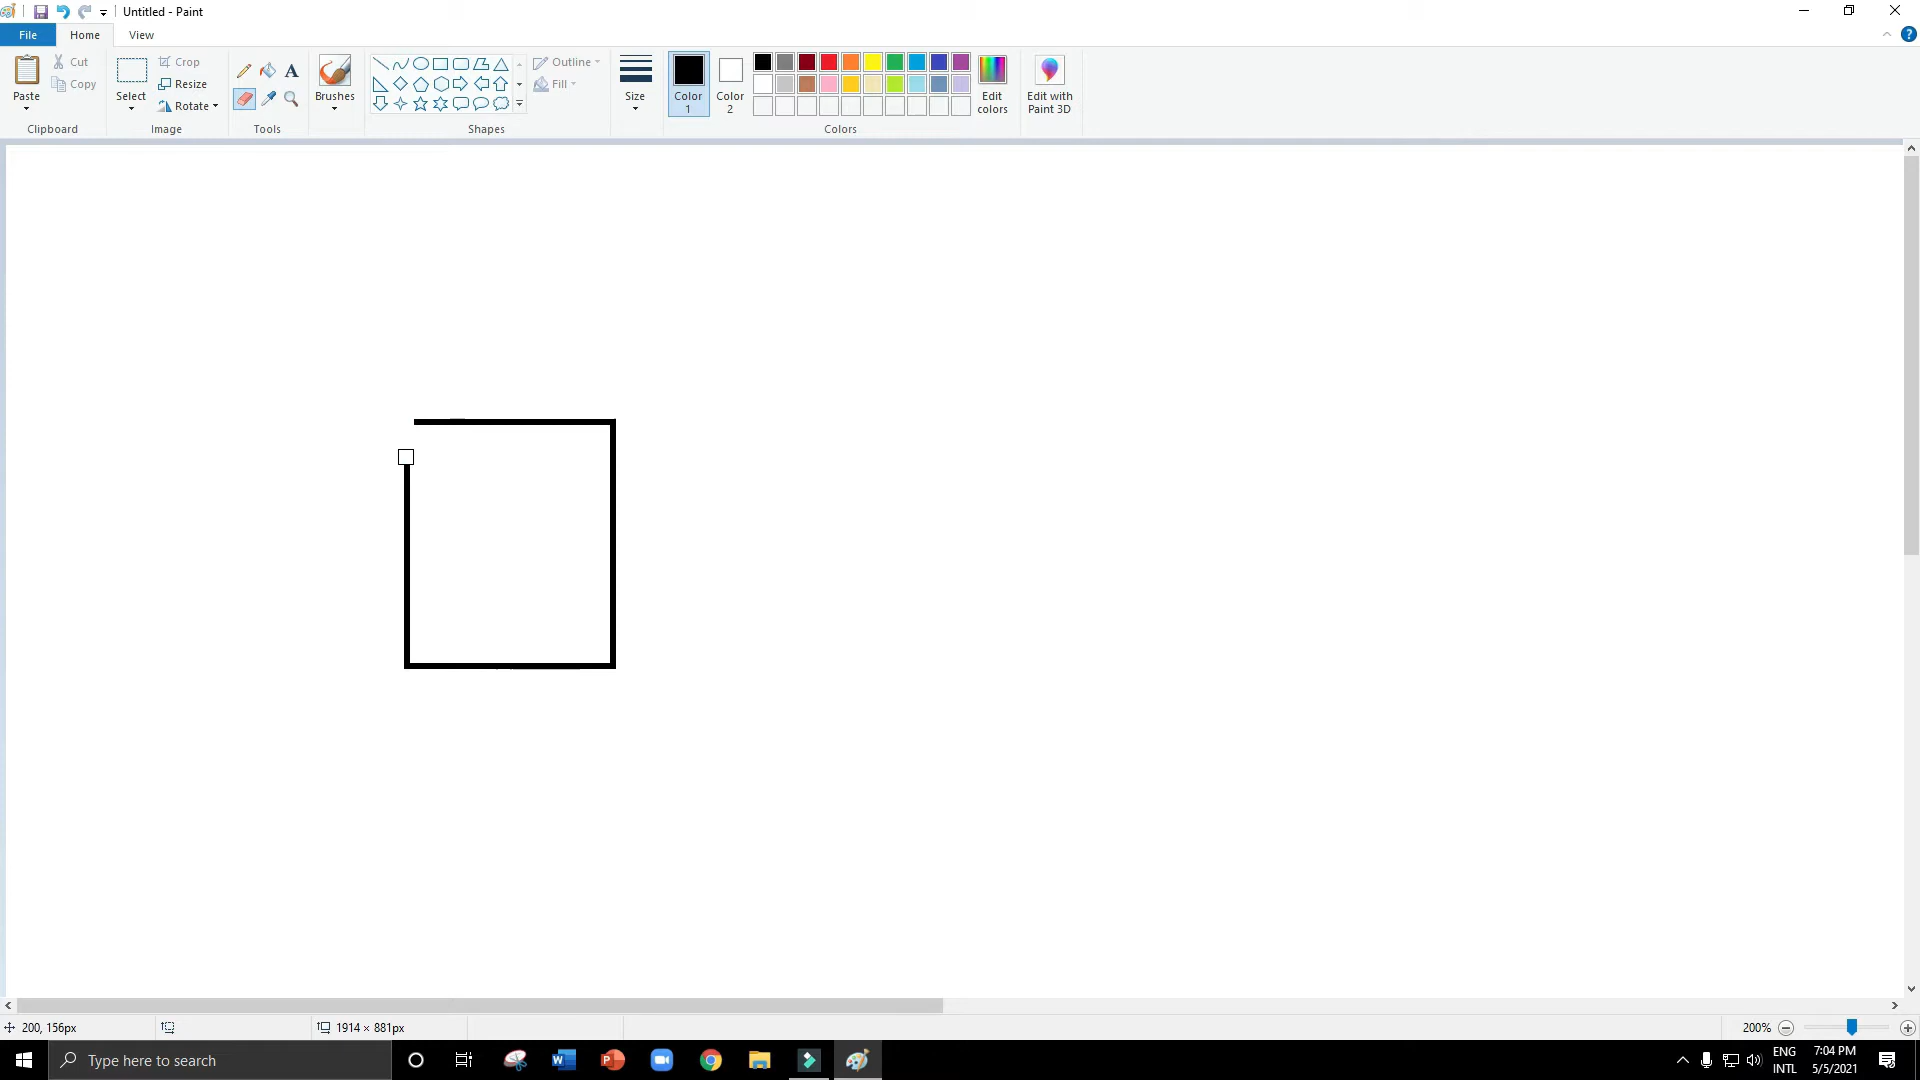 Untitled - Paint
File Home View
Paste
Cut
Copy
Clipboard
Select
Crop
Resize
Rotate
Image
A
Tools
Brushes
Shapes
Outline
Fill
Size
Color 1
Color 2
Colors
Edit colors
Edit with Paint 3D
200, 156px
1914 × 881px
200%
Type here to search
ENG
INTL
7:04 PM
5/5/2021